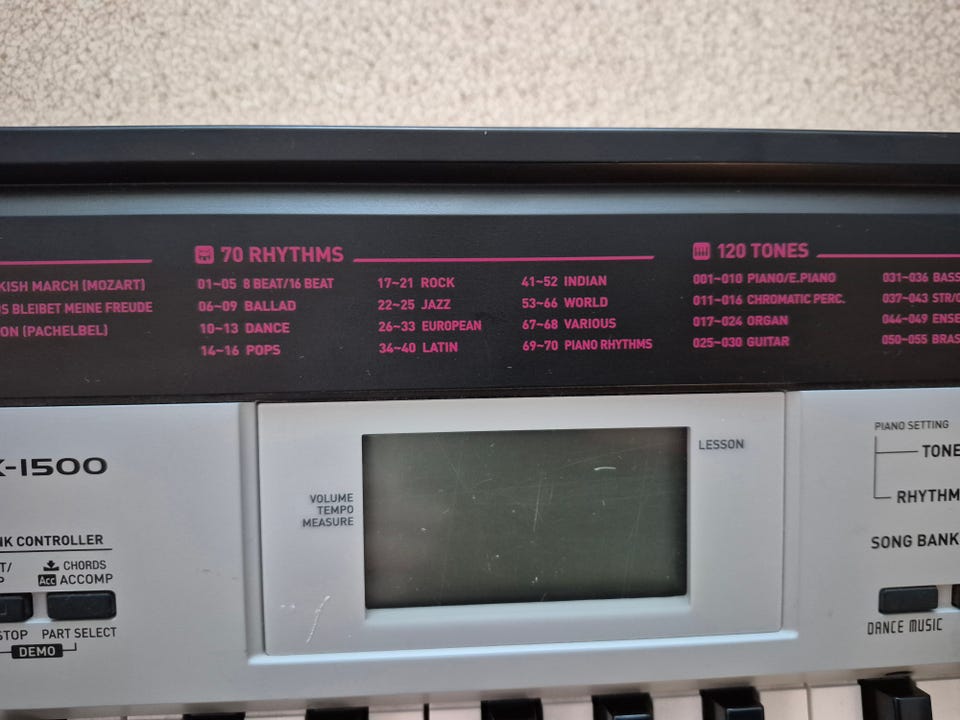 KISH MARCH (MOZART)
S BLEIBET MEINE FREUDE
ON (PACHELBEL)
70 RHYTHMS
01~05 8 BEAT/16 BEAT
06~09 BALLAD
10~13 DANCE
14~16 POPS
17~21 ROCK
22~25 JAZZ
26~33 EUROPEAN
34~40 LATIN
41~52 INDIAN
53~66 WORLD
67~68 VARIOUS
69~70 PIANO RHYTHMS
120 TONES
001~010 PIANO/E.PIANO
011~016 CHROMATIC PERC.
017~024 ORGAN
025~030 GUITAR
031~036 BASS
037~043 STR/O
044~049 ENSE
050~055 BRAS
-1500
NK CONTROLLER
T/
P
CHORDS
Acc ACCOMP
STOP
PART SELECT
DEMO
VOLUME
TEMPO
MEASURE
LESSON
PIANO SETTING
TONE
RHYTHM
SONG BANK
DANCE MUSIC